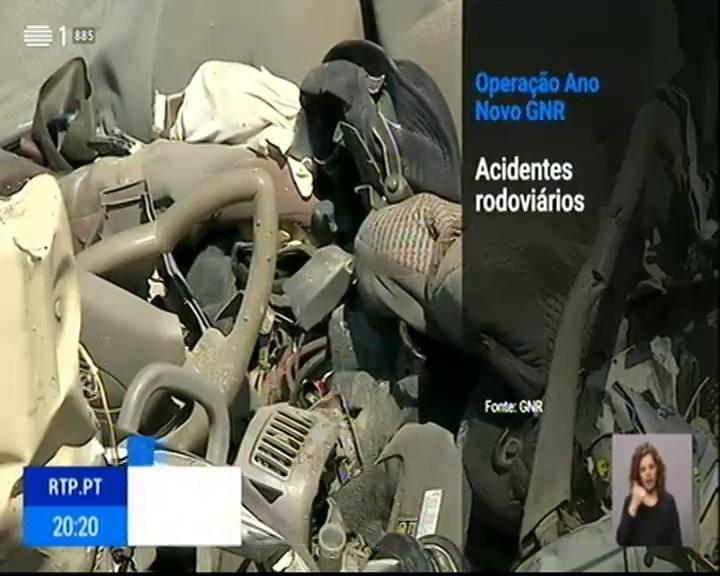 1 885
Operação Ano
Novo GNR
Acidentes
rodoviários
Fonte: GNR
RTP.PT
20:20